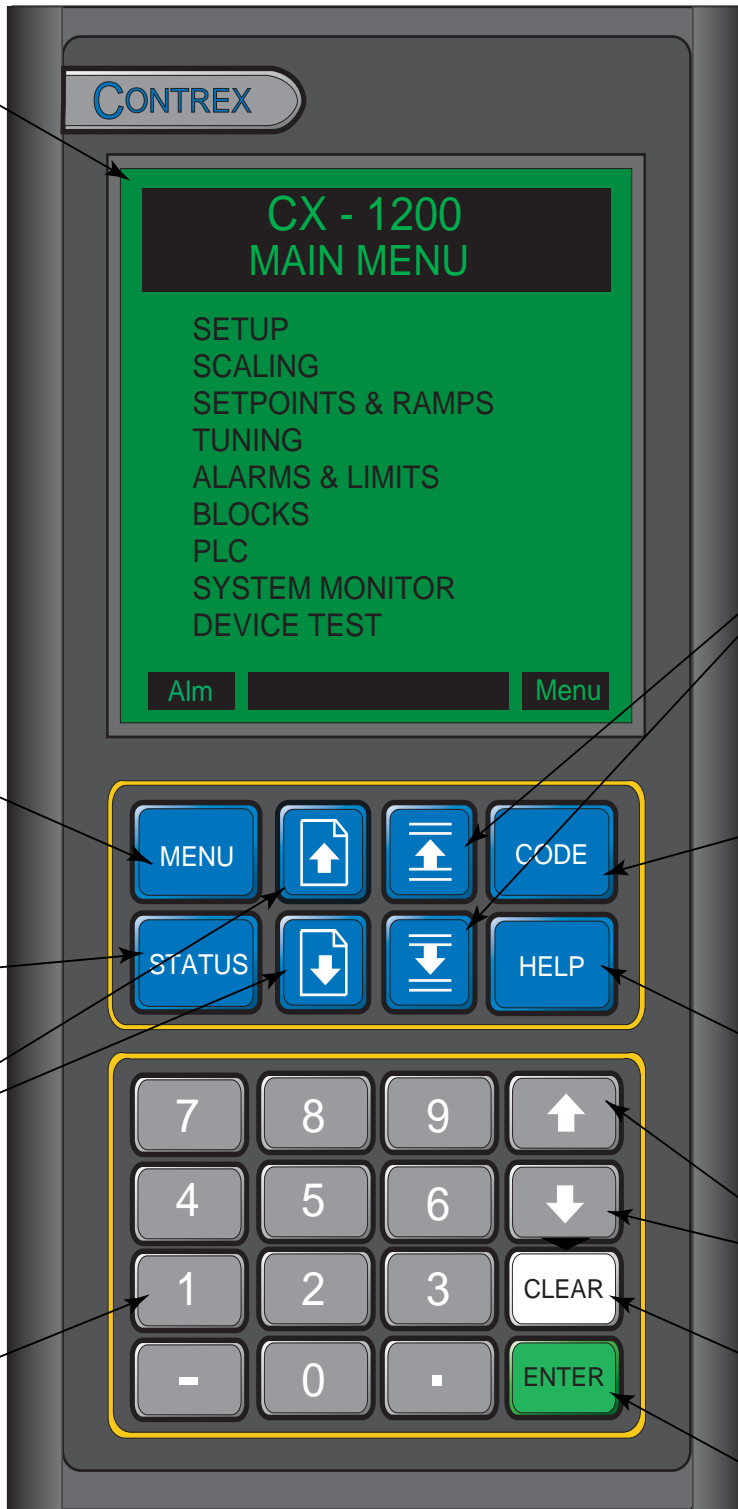 CONTREX
CX - 1200
MAIN MENU
SETUP
SCALING
SETPOINTS & RAMPS
TUNING
ALARMS & LIMITS
BLOCKS
PLC
SYSTEM MONITOR
DEVICE TEST
Alm Menu
MENU CODE
STATUS HELP
7 8 9
4 5 6
1 2 3 CLEAR
- 0 . ENTER